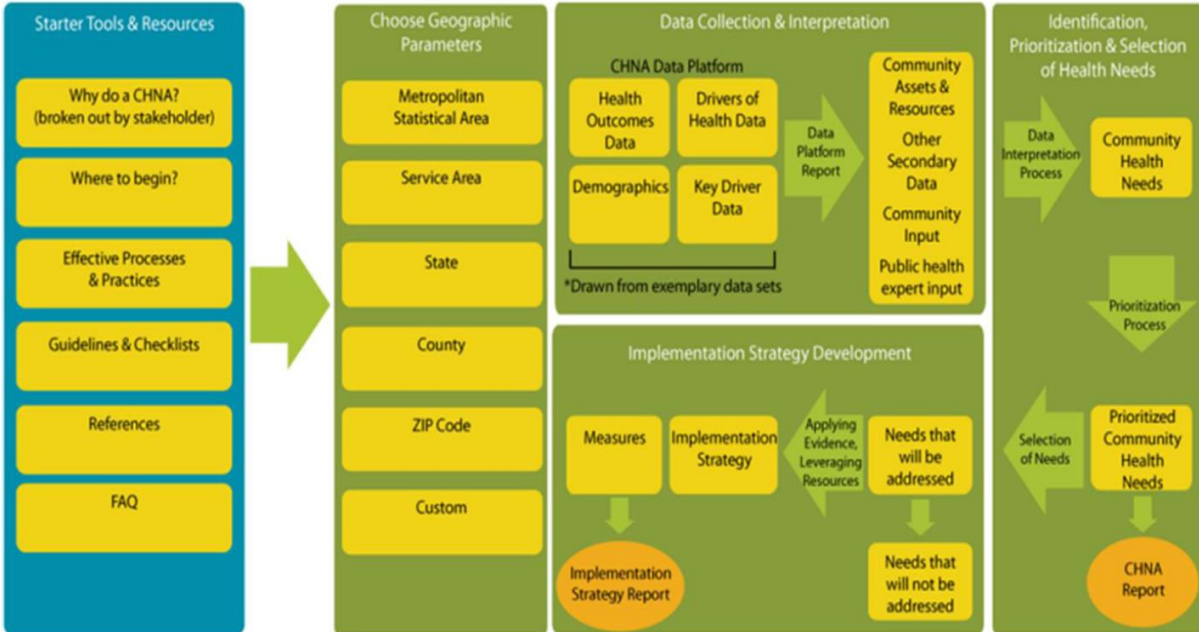 Starter Tools & Resources
Why do a CHNA?
(broken out by stakeholder)
Where to begin?
Effective Processes
& Practices
Guidelines & Checklists
References
FAQ
Choose Geographic
Parameters
Metropolitan
Statistical Area
Service Area
State
County
ZIP Code
Custom
Data Collection & Interpretation
CHNA Data Platform
Health
Outcomes
Data
Drivers of
Health Data
Demographics
Key Driver
Data
*Drawn from exemplary data sets
Data
Platform
Report
Community
Assets &
Resources
Other
Secondary
Data
Community
Input
Public health
expert input
Identification,
Prioritization & Selection
of Health Needs
Data
Interpretation
Process
Community
Health
Needs
Prioritization
Process
Prioritized
Community
Health
Needs
CHNA
Report
Selection
of Needs
Implementation Strategy Development
Needs that
will be
addressed
Needs that
will not be
addressed
Applying
Evidence,
Leveraging
Resources
Implementation
Strategy
Measures
Implementation
Strategy Report